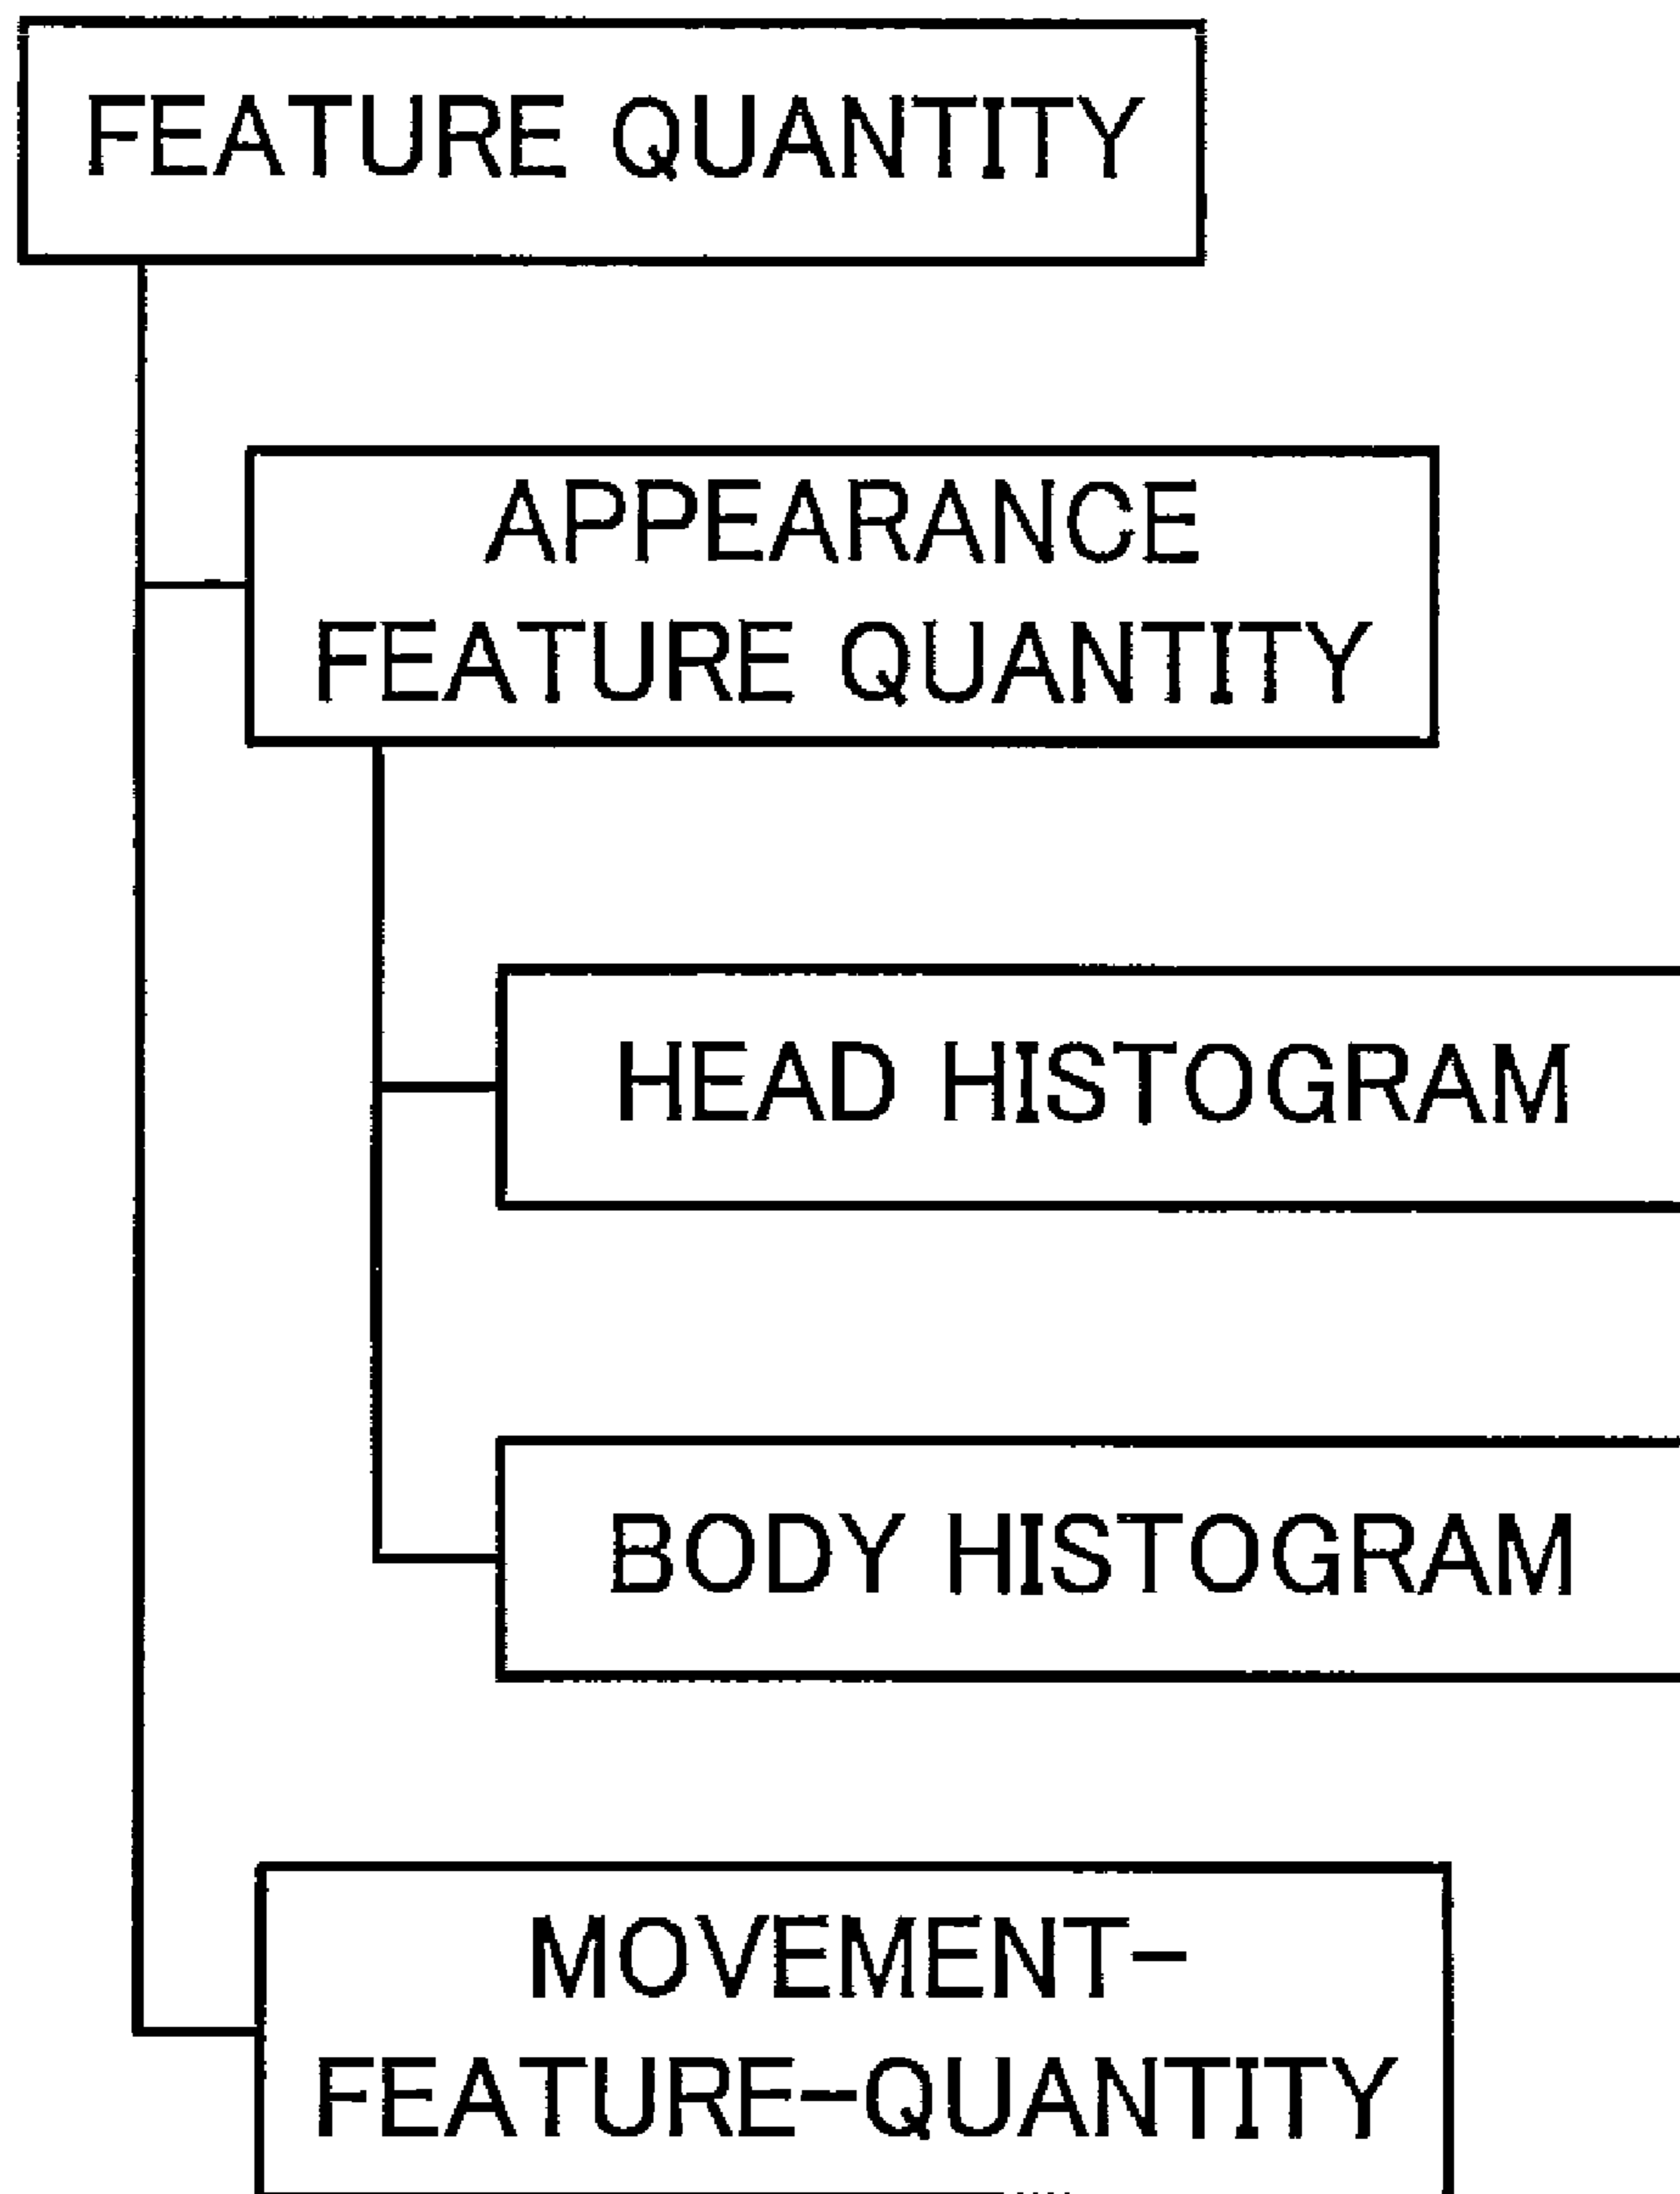 FEATURE QUANTITY
APPEARANCE
FEATURE QUANTITY
HEAD HISTOGRAM
BODY HISTOGRAM
MOVEMENT-
FEATURE-QUANTITY